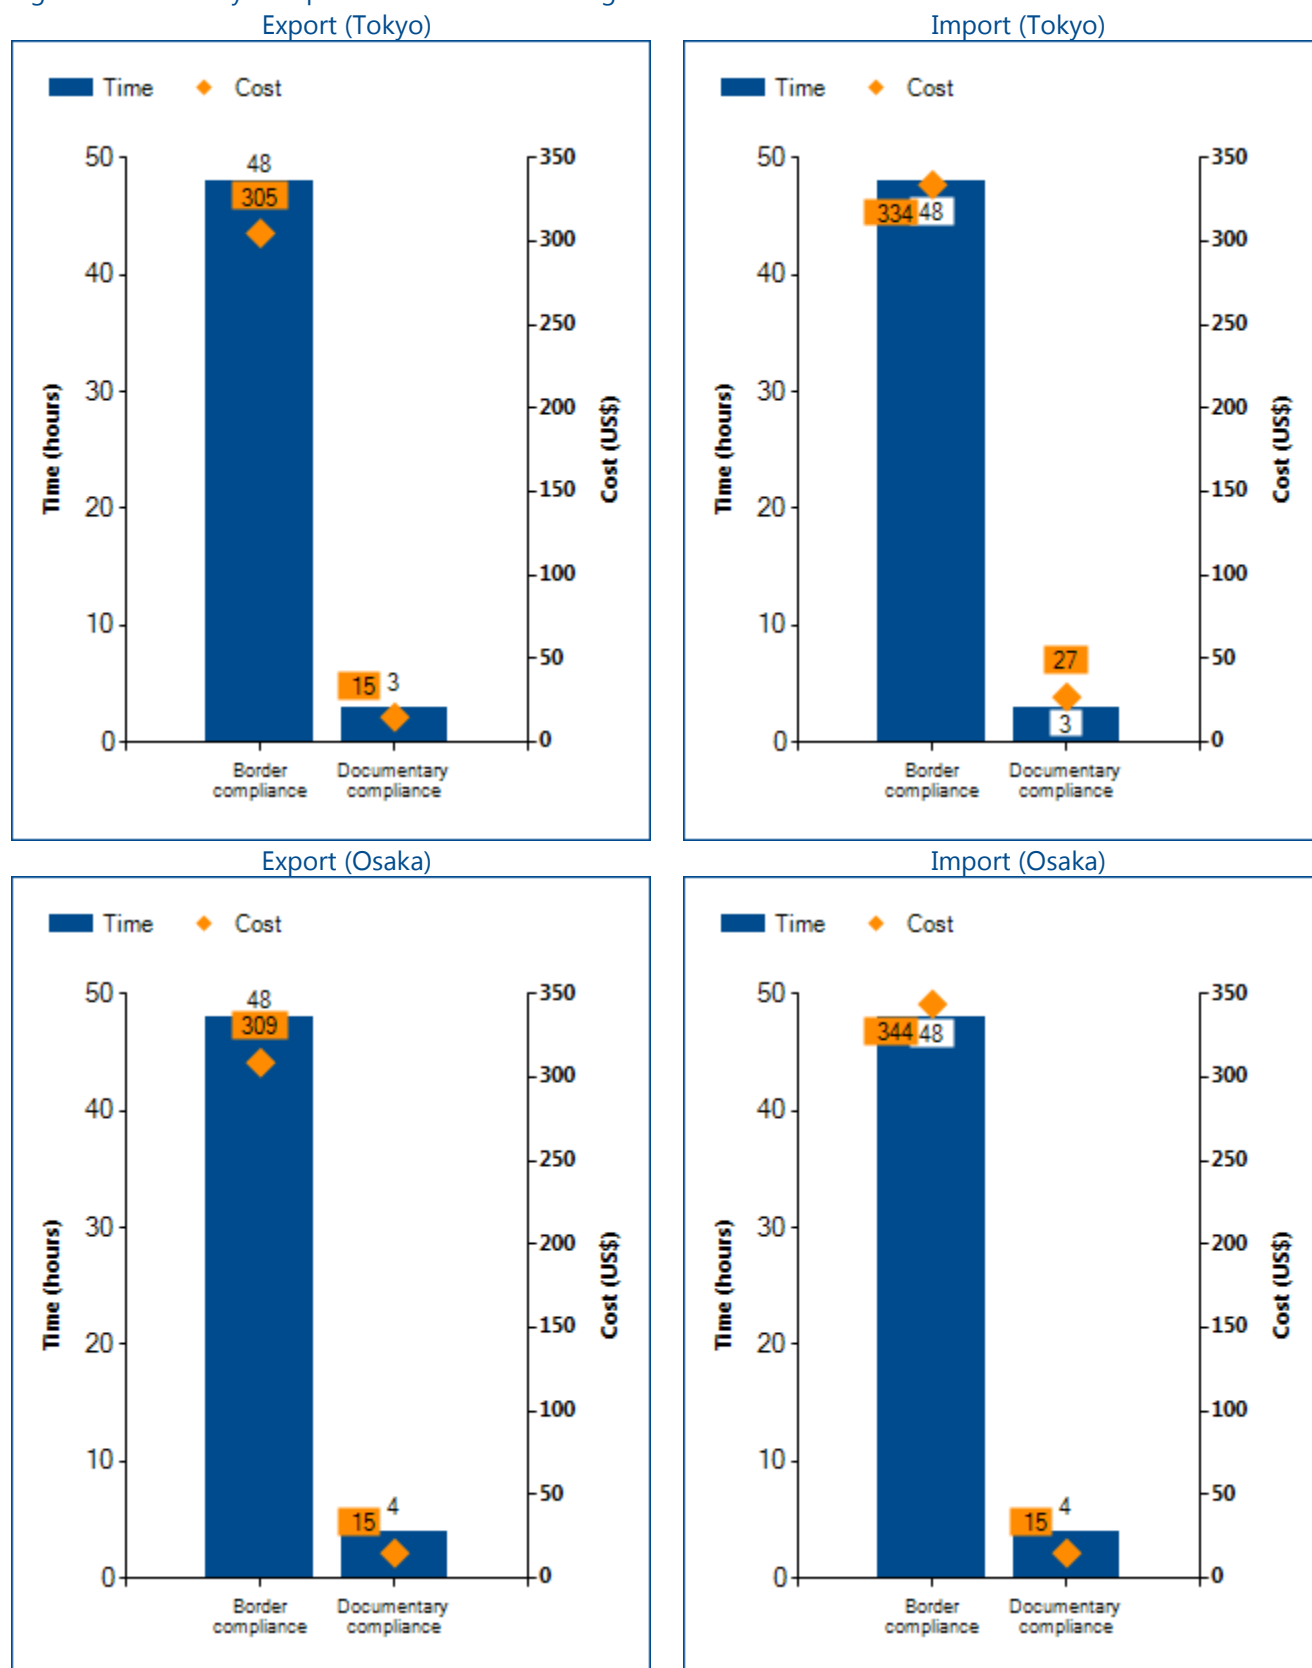 Export (Tokyo)
Import (Tokyo)
Time Cost
50
40
30
20
10
0
Time (hours)
48
305
15 3
350
300
250
200
150
100
50
0
Cost (US$)
Border compliance
Documentary compliance
Time Cost
50
40
30
20
10
0
Time (hours)
334 48
27
3
350
300
250
200
150
100
50
0
Cost (US$)
Border compliance
Documentary compliance
Export (Osaka)
Import (Osaka)
Time Cost
50
40
30
20
10
0
Time (hours)
48
309
15 4
350
300
250
200
150
100
50
0
Cost (US$)
Border compliance
Documentary compliance
Time Cost
50
40
30
20
10
0
Time (hours)
344 48
15 4
350
300
250
200
150
100
50
0
Cost (US$)
Border compliance
Documentary compliance